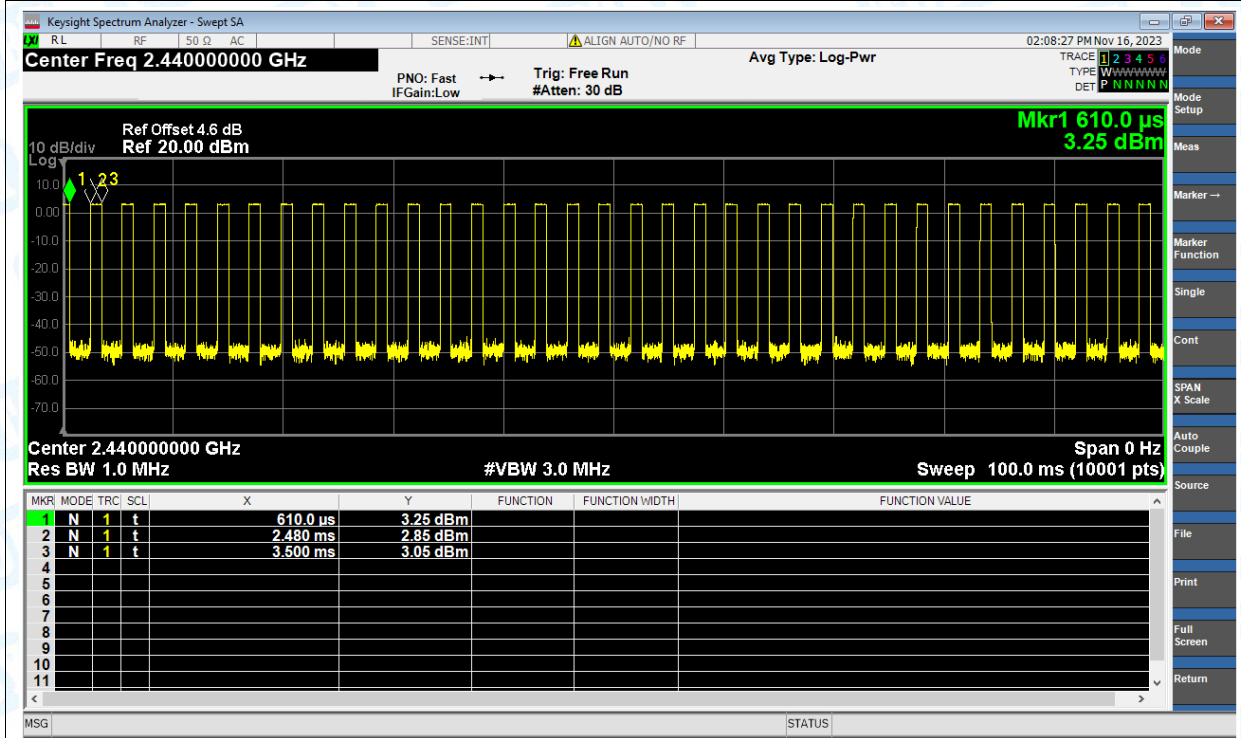 Keysight Spectrum Analyzer - Swept SA
LXI RL RF 50 Ω AC SENSE:INT ALIGN AUTO/NO RF 02:08:27 PM Nov 16, 2023
Center Freq 2.440000000 GHz
PNO: Fast
IFGain:Low
Trig: Free Run
#Atten: 30 dB
Avg Type: Log-Pwr
TRACE 1 2 3 4 5 6
TYPE WWWWWWW
DET P N N N N N
Ref Offset 4.6 dB
10 dB/div Ref 20.00 dBm
Log
Mkr1 610.0 µs
3.25 dBm
10.0
0.00
-10.0
-20.0
-30.0
-40.0
-50.0
-60.0
-70.0
1 2 3
Center 2.440000000 GHz Span 0 Hz
Res BW 1.0 MHz #VBW 3.0 MHz Sweep 100.0 ms (10001 pts)
MKR MODE TRC SCL X Y FUNCTION FUNCTION WIDTH FUNCTION VALUE
1 N 1 t 610.0 µs 3.25 dBm
2 N 1 t 2.480 ms 2.85 dBm
3 N 1 t 3.500 ms 3.05 dBm
4
5
6
7
8
9
10
11
MSG STATUS
Mode
Mode
Setup
Meas
Marker →
Marker
Function
Single
Cont
SPAN
X Scale
Auto
Couple
Source
File
Print
Full
Screen
Return